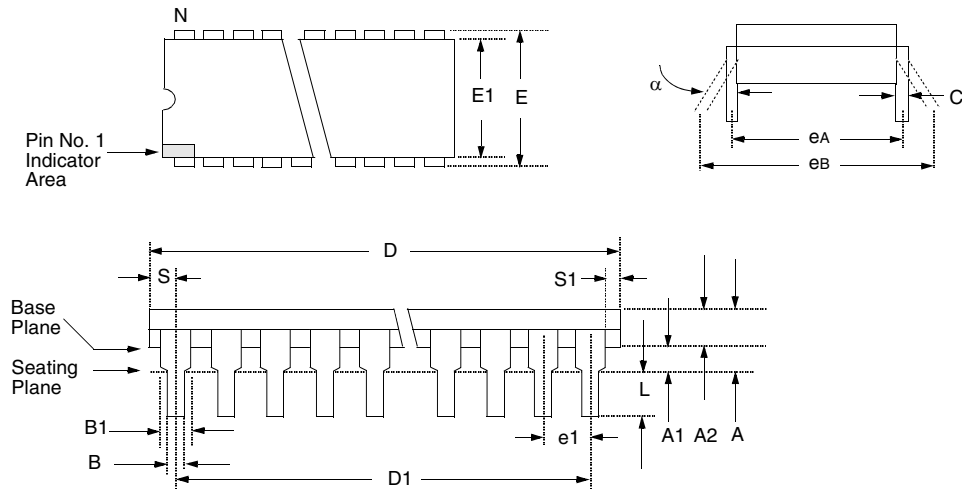 N
E1
E
α
C
eA
eB
Pin No. 1
Indicator
Area
D
S
S1
Base
Plane
Seating
Plane
L
B1
e1
A1
A2
A
B
D1